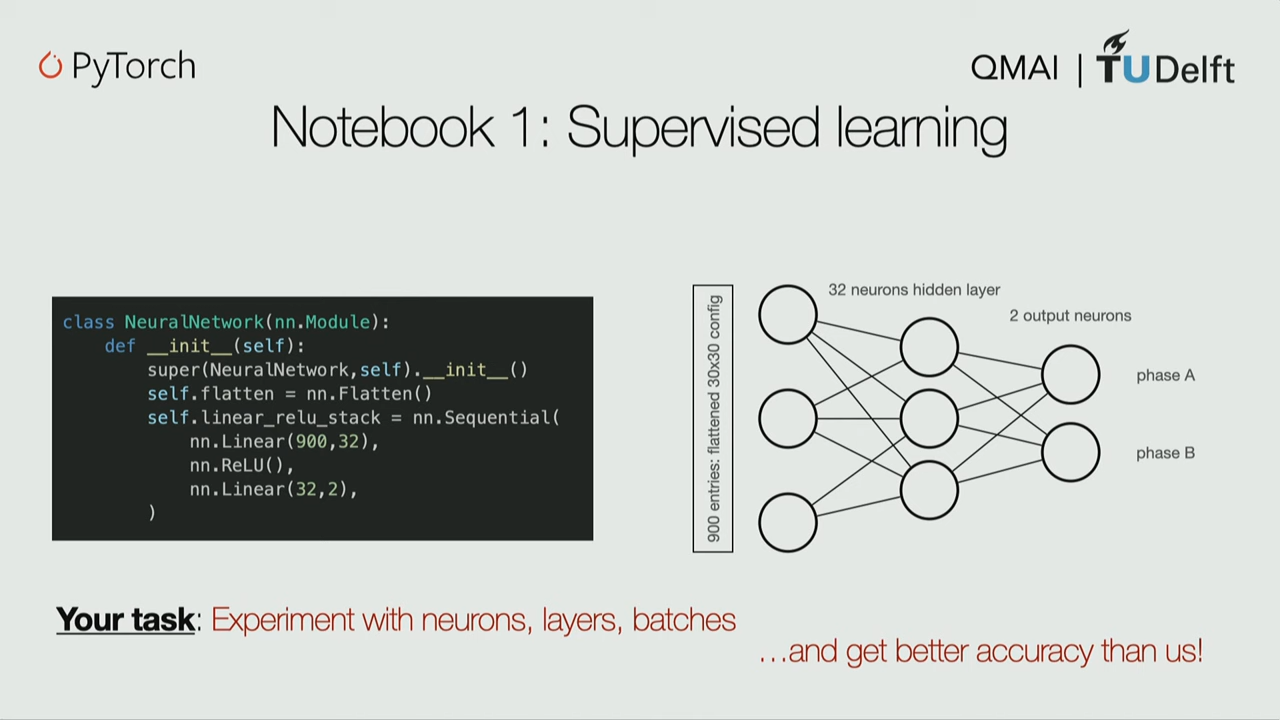 PyTorch
QMAI | TU Delft
Notebook 1: Supervised learning
class NeuralNetwork(nn.Module):
    def __init__(self):
        super(NeuralNetwork,self).__init__()
        self.flatten = nn.Flatten()
        self.linear_relu_stack = nn.Sequential(
            nn.Linear(900,32),
            nn.ReLU(),
            nn.Linear(32,2),
        )
900 entries: flattened 30x30 config
32 neurons hidden layer
2 output neurons
phase A
phase B
Your task: Experiment with neurons, layers, batches
...and get better accuracy than us!